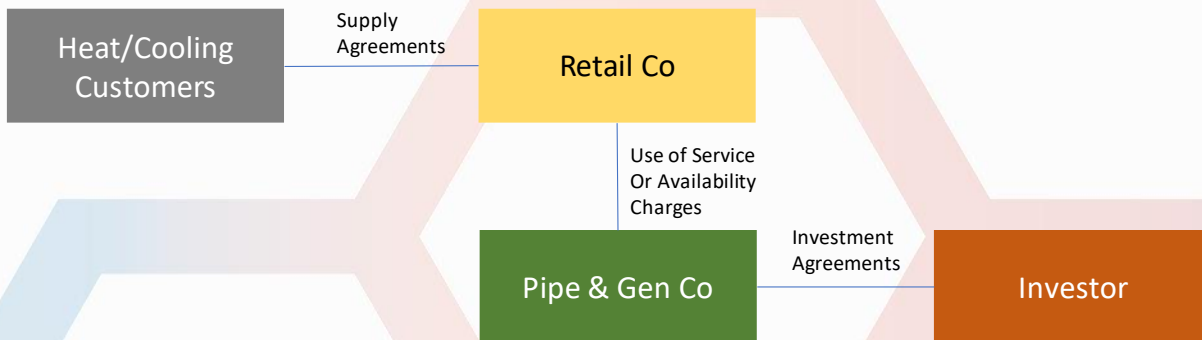 Heat/Cooling
Customers
Supply
Agreements
Retail Co
Use of Service
Or Availability
Charges
Pipe & Gen Co
Investment
Agreements
Investor